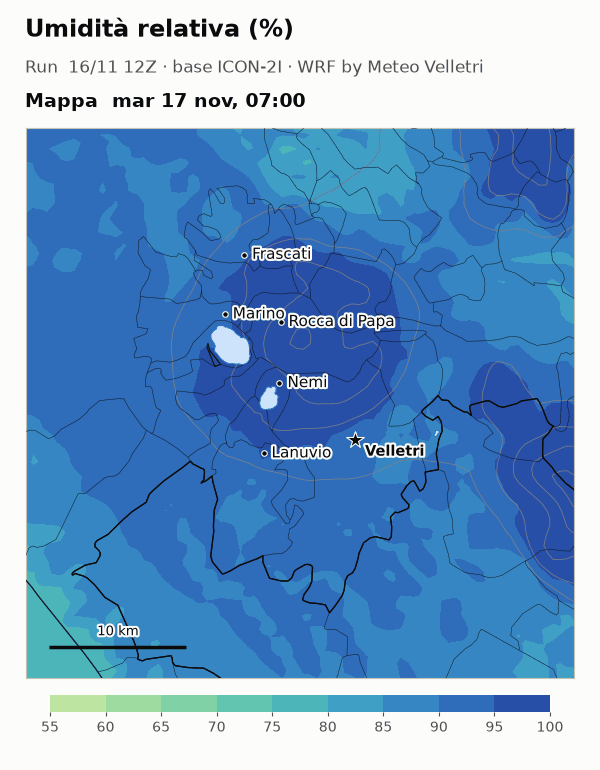 Umidità relativa (%)
Run  16/11 12Z · base ICON-2I · WRF by Meteo Velletri
Mappa  mar 17 nov, 07:00
Frascati
Marino
Rocca di Papa
Nemi
Velletri
Lanuvio
10 km
55 60 65 70 75 80 85 90 95 100